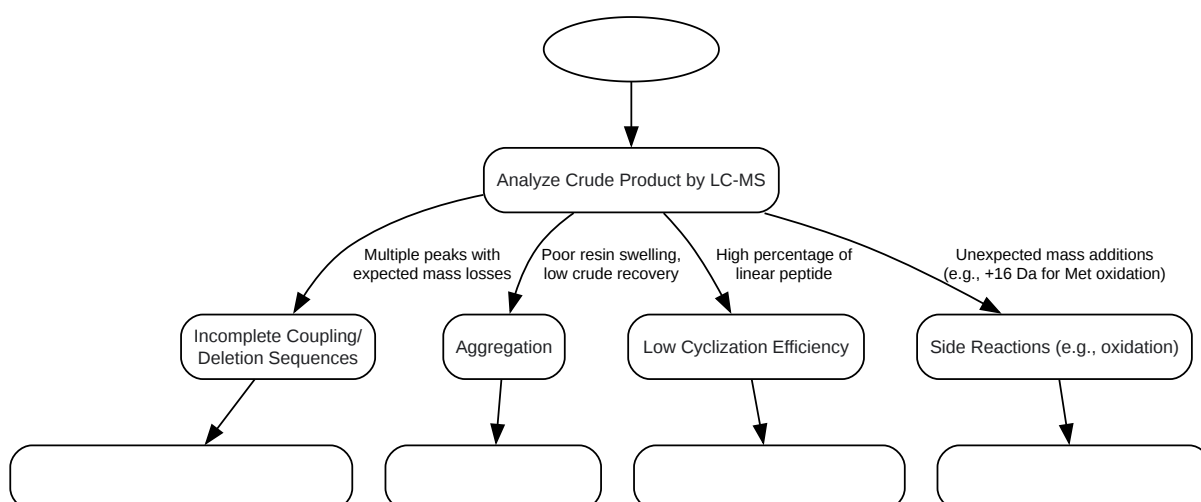 Analyze Crude Product by LC-MS
Multiple peaks with
expected mass losses
Poor resin swelling,
low crude recovery
High percentage of
linear peptide
Unexpected mass additions
(e.g., +16 Da for Met oxidation)
Incomplete Coupling/
Deletion Sequences
Aggregation
Low Cyclization Efficiency
Side Reactions (e.g., oxidation)